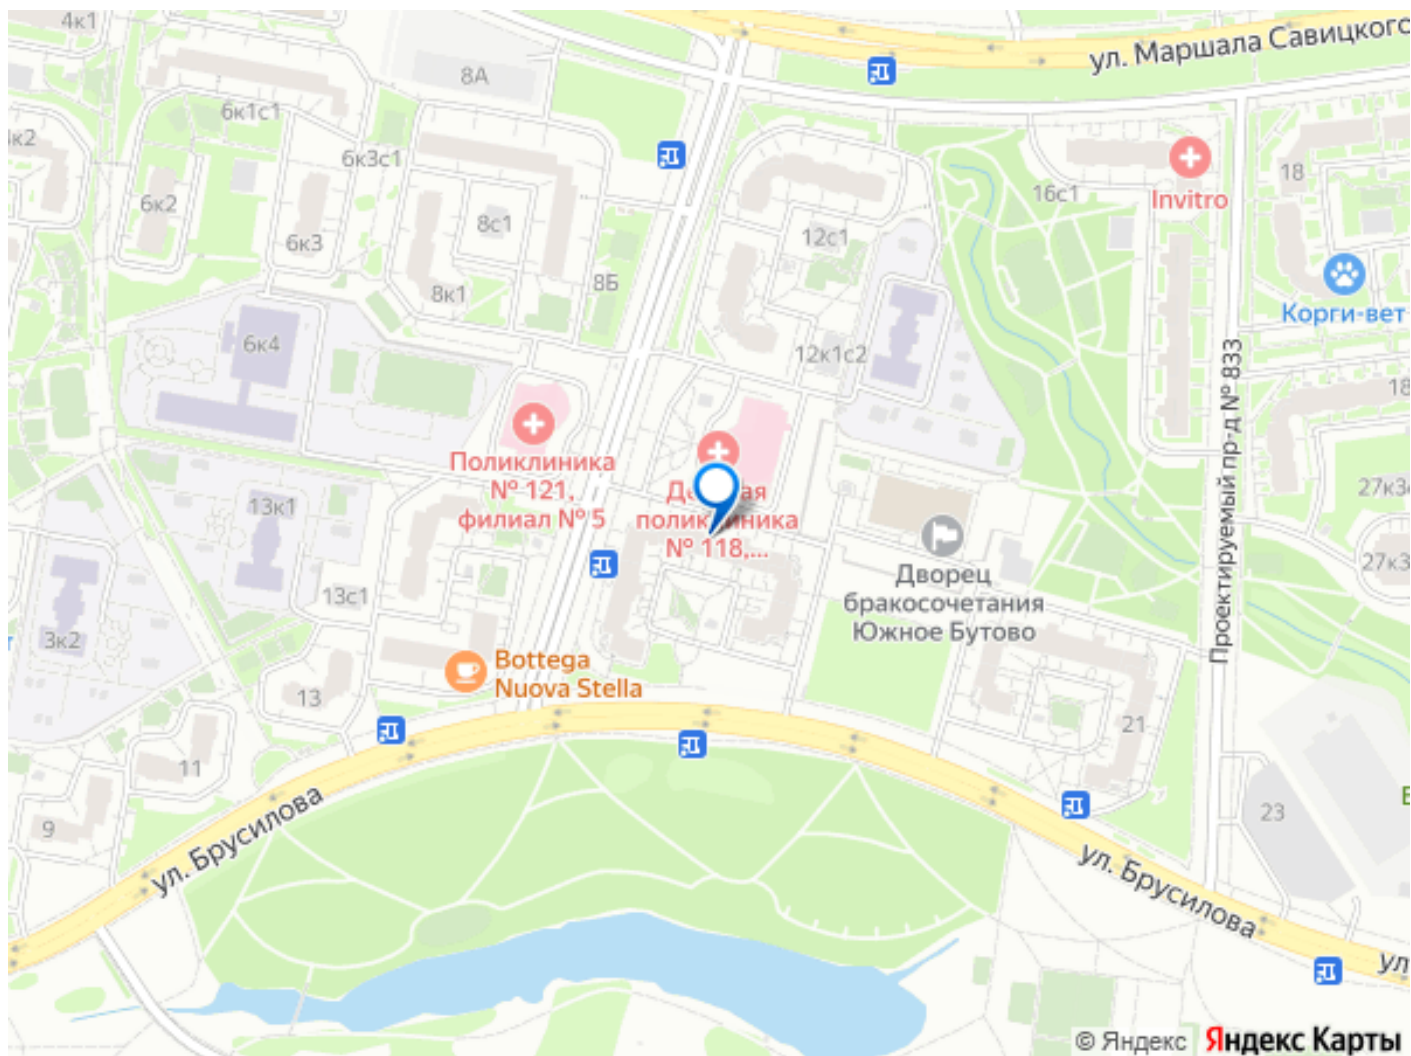 4к1
8А
ул. Маршала Савицкого
6к1с1
к2
6к3с1
18
16с1
Invitro
6к2
8с1
12с1
6к3
8Б
8к1
Корги-вет
6к4
12к1с2
18
Проектируемый пр-д № 833
Поликлиника
№ 121,
филиал № 5
поликлиника
№ 118,...
27к3
13к1
Дворец
бракосочетания
Южное Бутово
27к3
13с1
3к2
Bottega
Nuova Stella
13
21
11
9
23
ул. Брусилова
ул. Брусилова
ул
© Яндекс Яндекс Карты